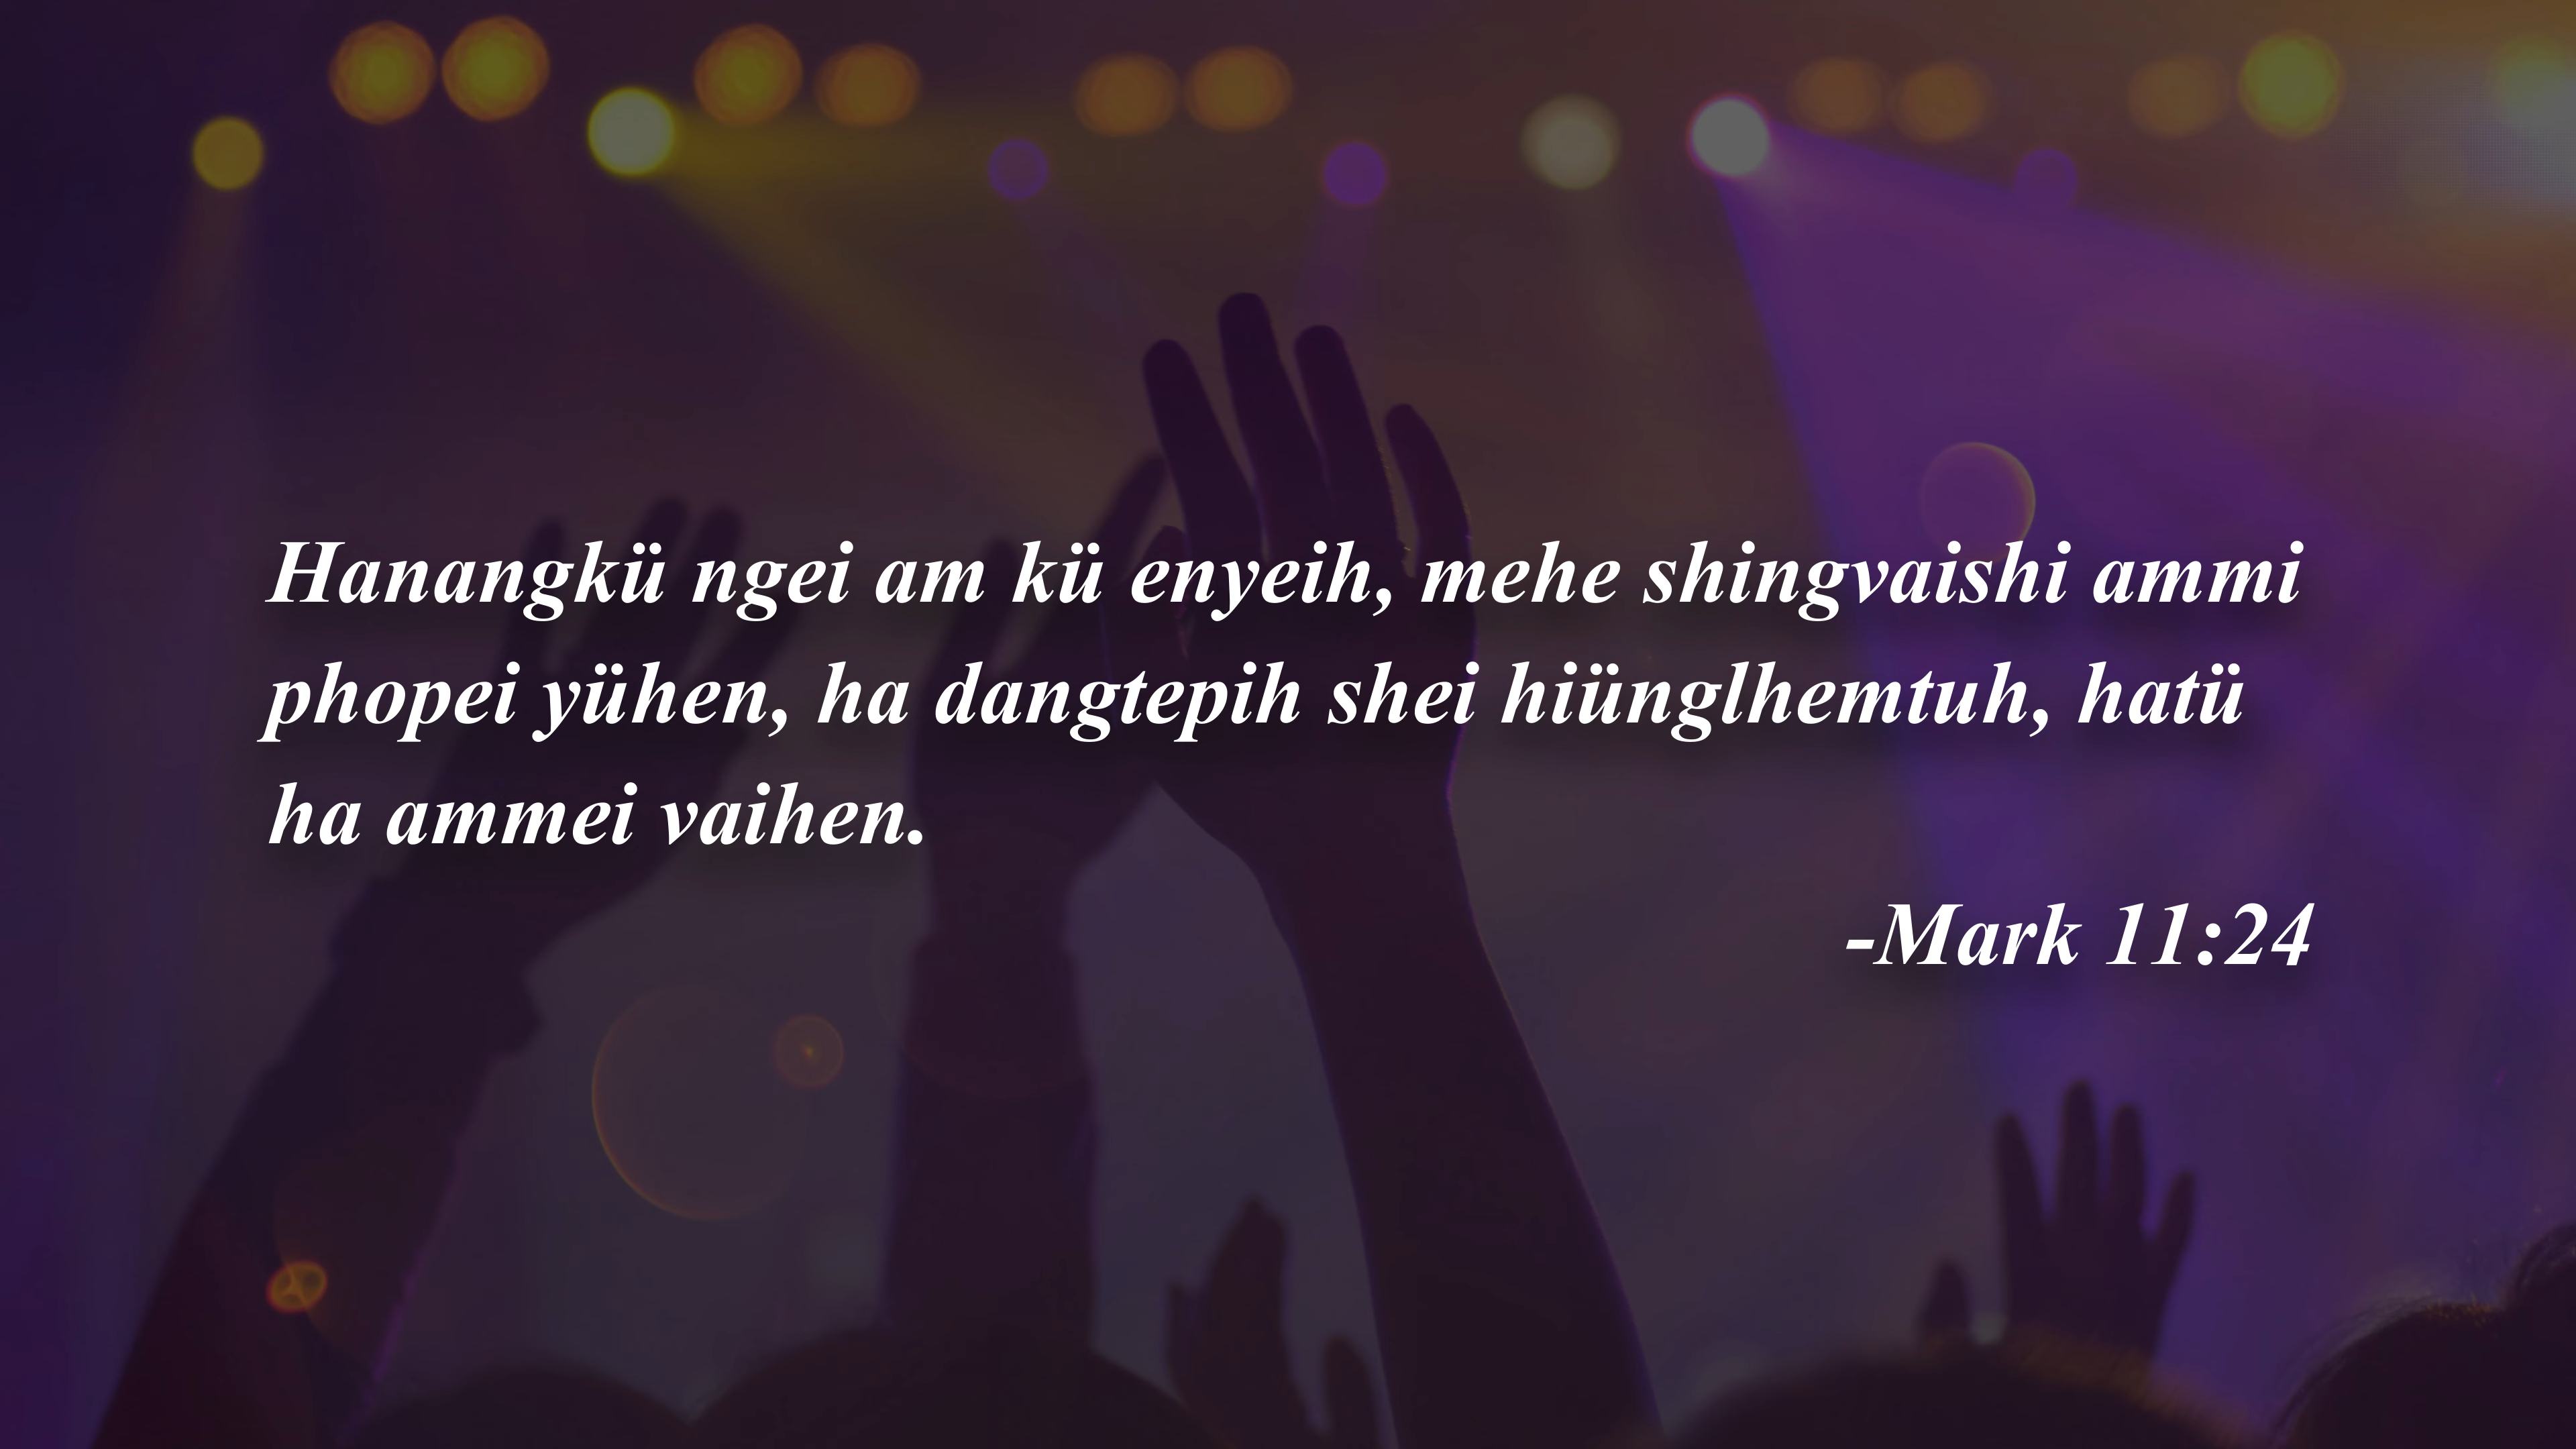 Hanangkü ngei am kü enyeih, mehe shingvaishi ammi
phopei yühen, ha dangtepih shei hiünglhemtuh, hatü
ha ammei vaihen.
-Mark 11:24